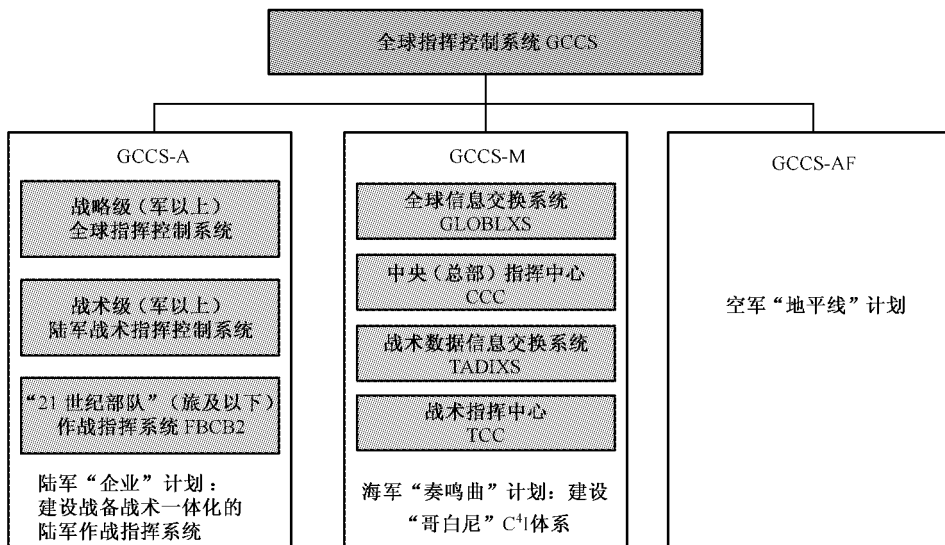 全球指挥控制系统 GCCS
GCCS-A
战略级（军以上）
全球指挥控制系统
战术级（军以上）
陆军战术指挥控制系统
“21 世纪部队”（旅及以下）
作战指挥系统 FBCB2
陆军“企业”计划：
建设战备战术一体化的
陆军作战指挥系统
GCCS-M
全球信息交换系统
GLOBLXS
中央（总部）指挥中心
CCC
战术数据信息交换系统
TADIXS
战术指挥中心
TCC
海军“奏鸣曲”计划：建设
“哥白尼”C⁴I体系
GCCS-AF
空军“地平线”计划